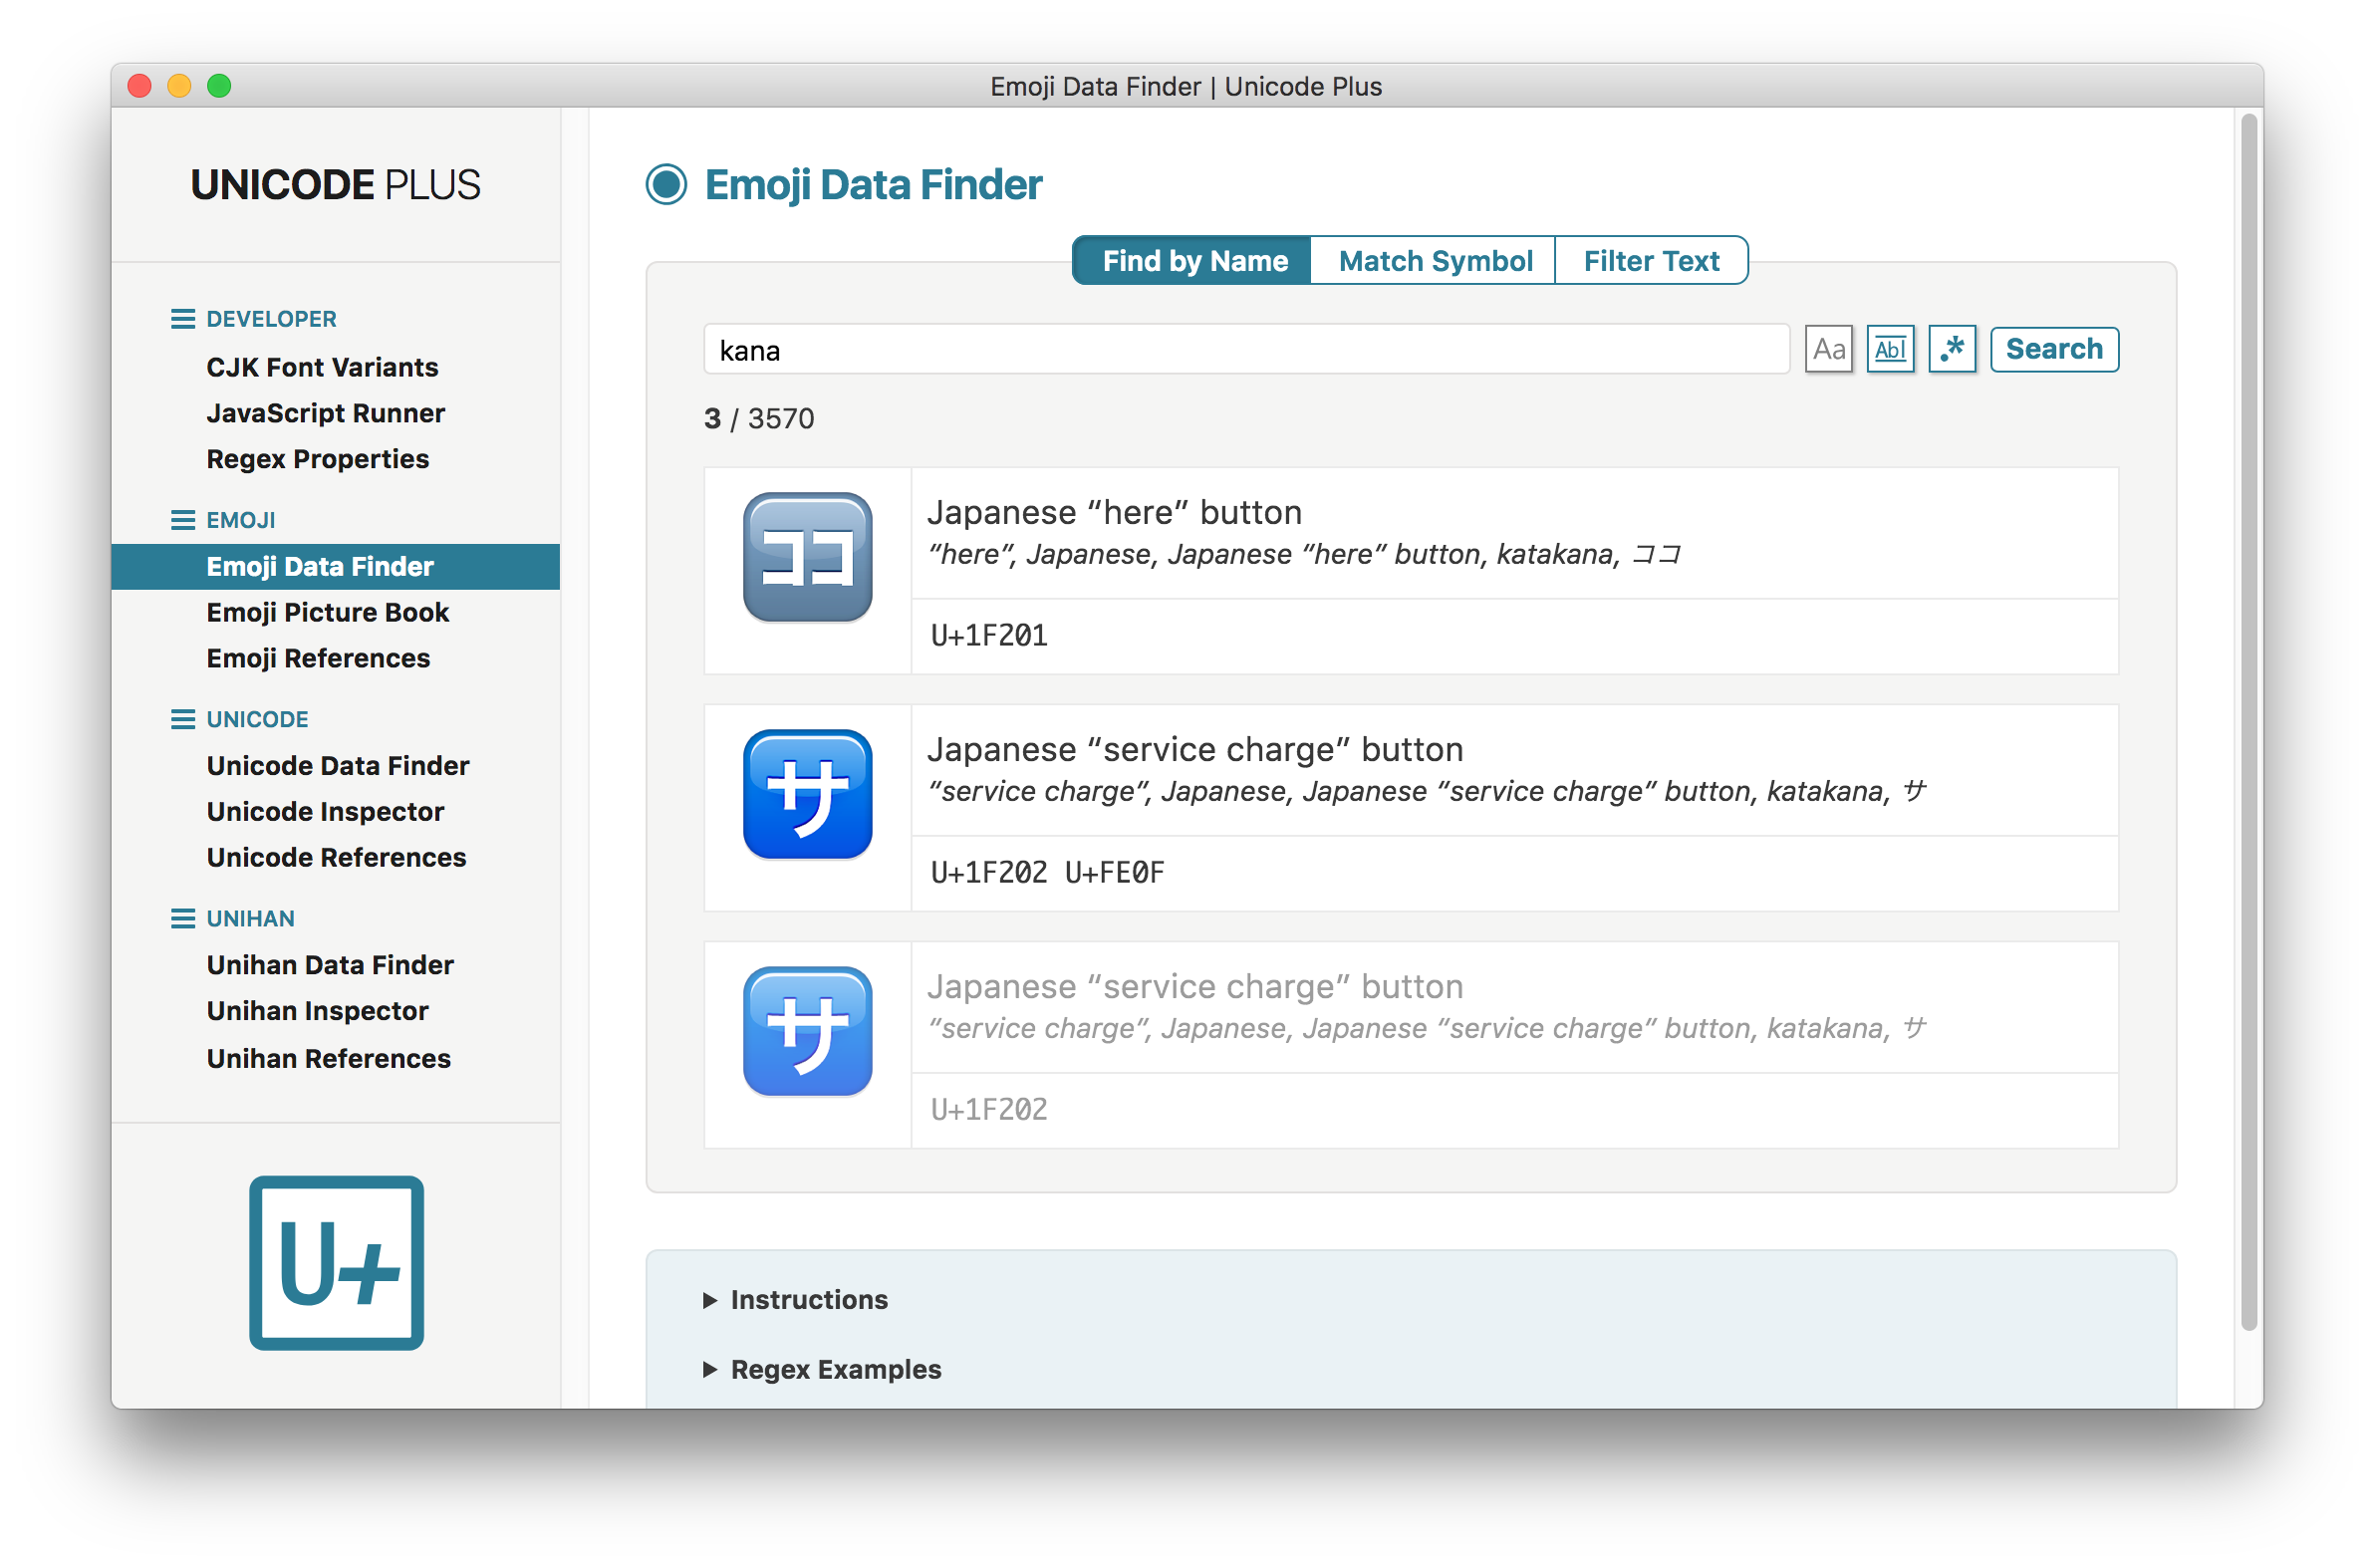 Emoji Data Finder | Unicode Plus
UNICODE PLUS
DEVELOPER
CJK Font Variants
JavaScript Runner
Regex Properties
EMOJI
Emoji Data Finder
Emoji Picture Book
Emoji References
UNICODE
Unicode Data Finder
Unicode Inspector
Unicode References
UNIHAN
Unihan Data Finder
Unihan Inspector
Unihan References
U+
Emoji Data Finder
Find by Name Match Symbol Filter Text
kana Aa Abl .* Search
3 / 3570
ココ
Japanese “here” button
“here”, Japanese, Japanese “here” button, katakana, ココ
U+1F201
サ
Japanese “service charge” button
“service charge”, Japanese, Japanese “service charge” button, katakana, サ
U+1F202 U+FE0F
サ
Japanese “service charge” button
“service charge”, Japanese, Japanese “service charge” button, katakana, サ
U+1F202
Instructions
Regex Examples